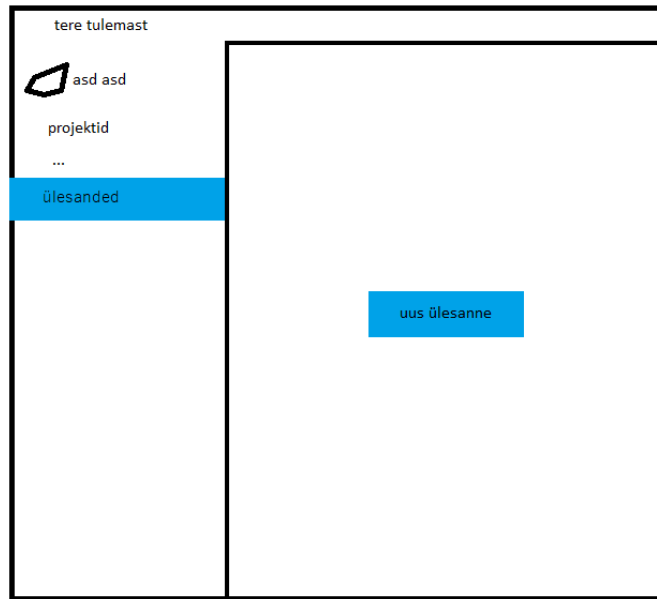 tere tulemast
asd asd
projektid
...
ülesanded
uus ülesanne